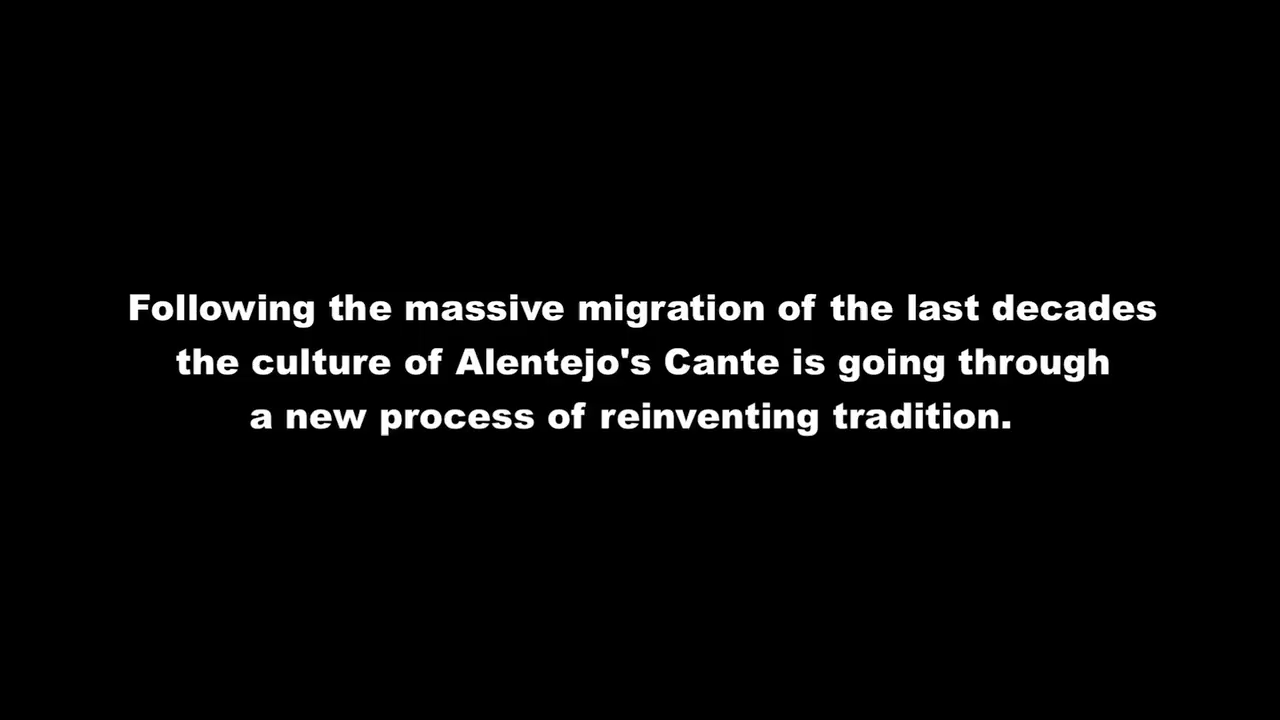 Following the massive migration of the last decades
the culture of Alentejo's Cante is going through
a new process of reinventing tradition.